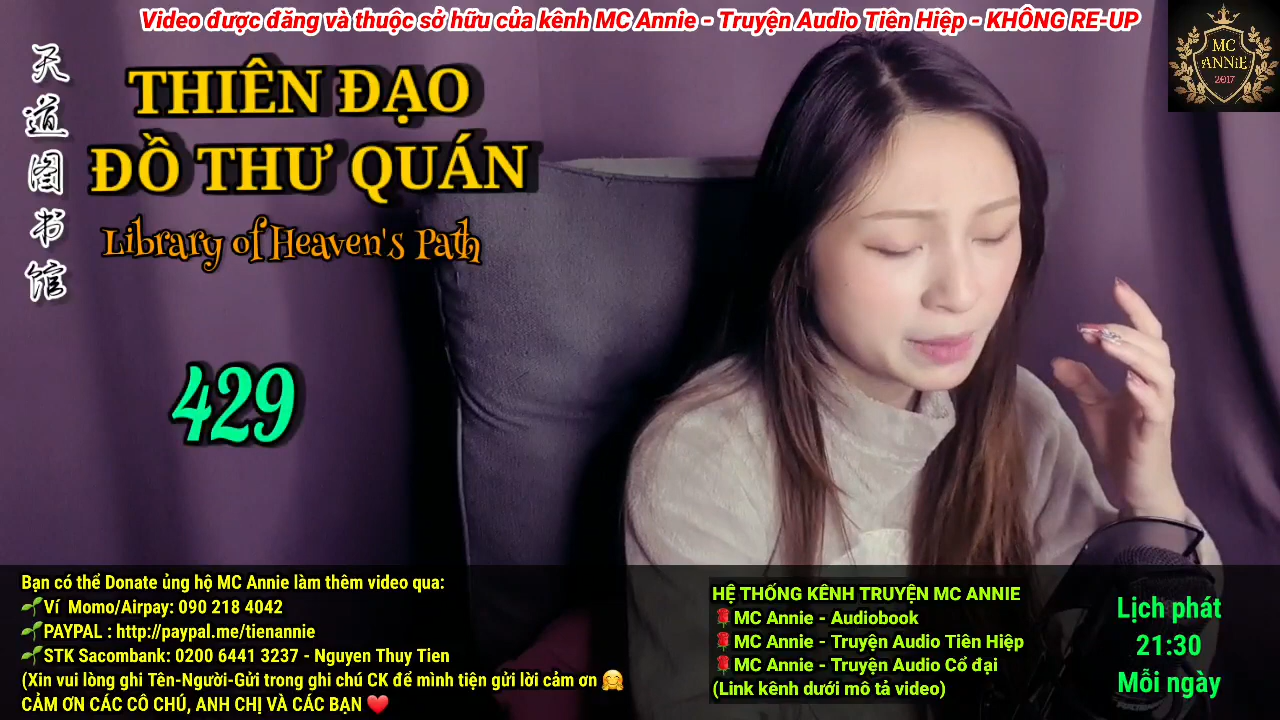 Video được đăng và thuộc sở hữu của kênh MC Annie - Truyện Audio Tiên Hiệp - KHÔNG RE-UP
MC
ANNiE
2017
天道图书馆
THIÊN ĐẠO
ĐỒ THƯ QUÁN
Library of Heaven's Path
429
Bạn có thể Donate ủng hộ MC Annie làm thêm video qua:
🌱Ví Momo/Airpay: 090 218 4042
🌱PAYPAL : http://paypal.me/tienannie
🌱STK Sacombank: 0200 6441 3237 - Nguyen Thuy Tien
(Xin vui lòng ghi Tên-Người-Gửi trong ghi chú CK để mình tiện gửi lời cảm ơn 🤗
CẢM ƠN CÁC CÔ CHÚ, ANH CHỊ VÀ CÁC BẠN ❤️
HỆ THỐNG KÊNH TRUYỆN MC ANNIE
🌹MC Annie - Audiobook
🌹MC Annie - Truyện Audio Tiên Hiệp
🌹MC Annie - Truyện Audio Cổ đại
(Link kênh dưới mô tả video)
Lịch phát
21:30
Mỗi ngày